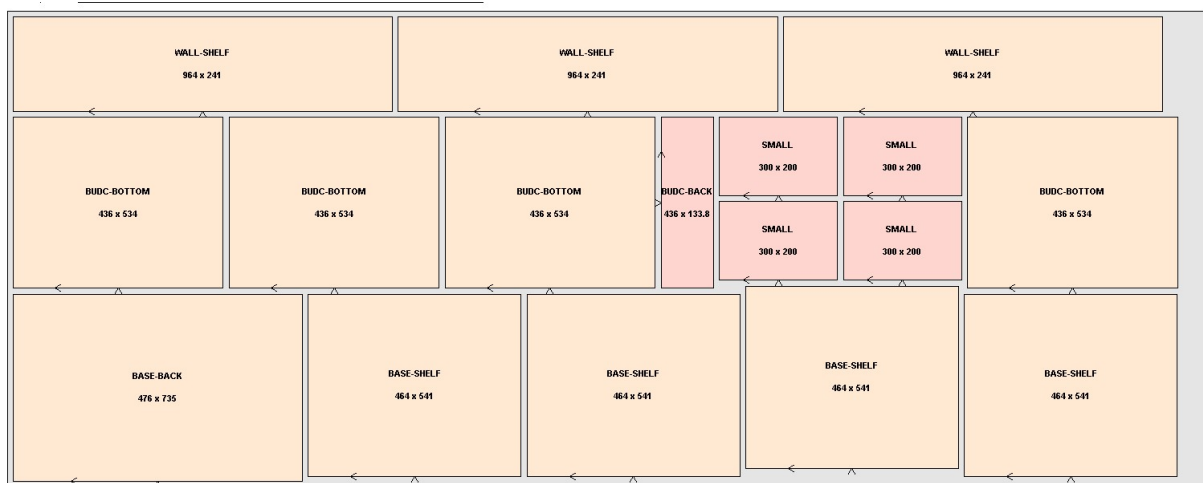 WALL-SHELF
964 x 241
WALL-SHELF
964 x 241
WALL-SHELF
964 x 241
BUDC-BOTTOM
436 x 534
BUDC-BOTTOM
436 x 534
BUDC-BOTTOM
436 x 534
BUDC-BACK
436 x 133.8
SMALL
300 x 200
SMALL
300 x 200
SMALL
300 x 200
SMALL
300 x 200
BUDC-BOTTOM
436 x 534
BASE-BACK
476 x 735
BASE-SHELF
464 x 541
BASE-SHELF
464 x 541
BASE-SHELF
464 x 541
BASE-SHELF
464 x 541